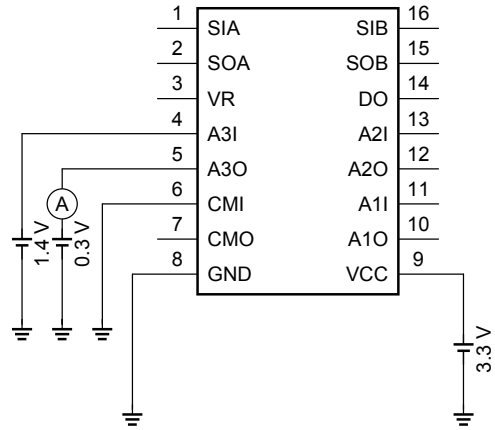 1 SIA SIB 16
2 SOA SOB 15
3 VR DO 14
4 A3I A2I 13
5 A3O A2O 12
6 CMI A1I 11
7 CMO A1O 10
8 GND VCC 9
A
1.4 V
0.3 V
3.3 V